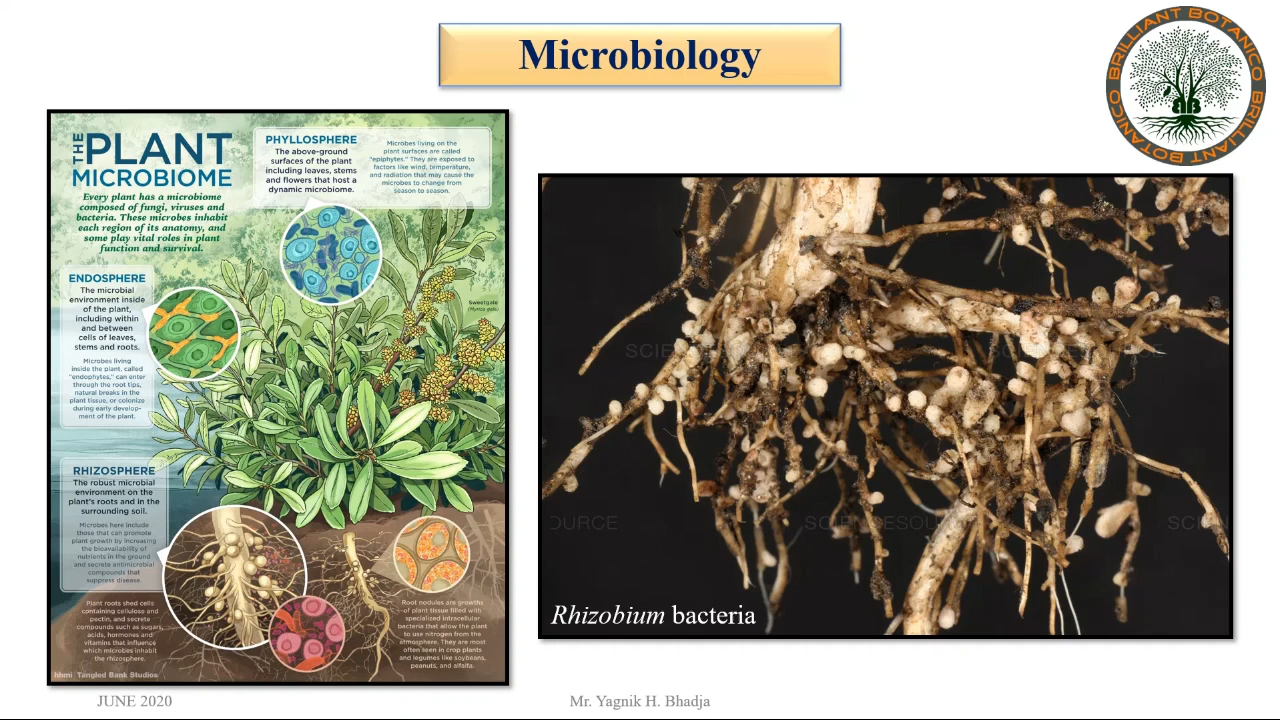 Microbiology
BRILLIANT BOTANICO BRILLIANT BOTANICO
BB
THE PLANT
MICROBIOME
Every plant has a microbiome
composed of fungi, viruses and
bacteria. These microbes inhabit
each region of its anatomy, and
some play vital roles in plant
function and survival.
PHYLLOSPHERE
The above-ground
surfaces of the plant
including leaves, stems
and flowers that host a
dynamic microbiome.
Microbes living on the
plant surfaces are called
"epiphytes." They are exposed to
factors like wind, temperature,
and radiation that may cause the
microbes to change from
season to season.
ENDOSPHERE
The microbial
environment inside
of the plant,
including within
and between
cells of leaves,
stems and roots.
Microbes living
inside the plant, called
"endophytes," can enter
through the root tips,
natural breaks in the
plant tissue, or colonize
during early develop-
ment of the plant.
Sweetgale
(Myrica gale)
RHIZOSPHERE
The robust microbial
environment on the
plant's roots and in the
surrounding soil.
Microbes here include
those that can promote
plant growth by increasing
the bioavailability of
nutrients in the ground
and secrete antimicrobial
compounds that
suppress disease.
Plant roots shed cells
containing cellulose and
pectin, and secrete
compounds such as sugars,
acids, hormones and
vitamins that influence
which microbes inhabit
the rhizosphere.
Root nodules are growths
of plant tissue filled with
specialized intracellular
bacteria that allow the plant
to use nitrogen from the
atmosphere. They are most
often seen in crop plants
and legumes like soybeans,
peanuts, and alfalfa.
hhmi Tangled Bank Studios
OURCE
SCIENCESOU
SCI
Rhizobium bacteria
JUNE 2020
Mr. Yagnik H. Bhadja